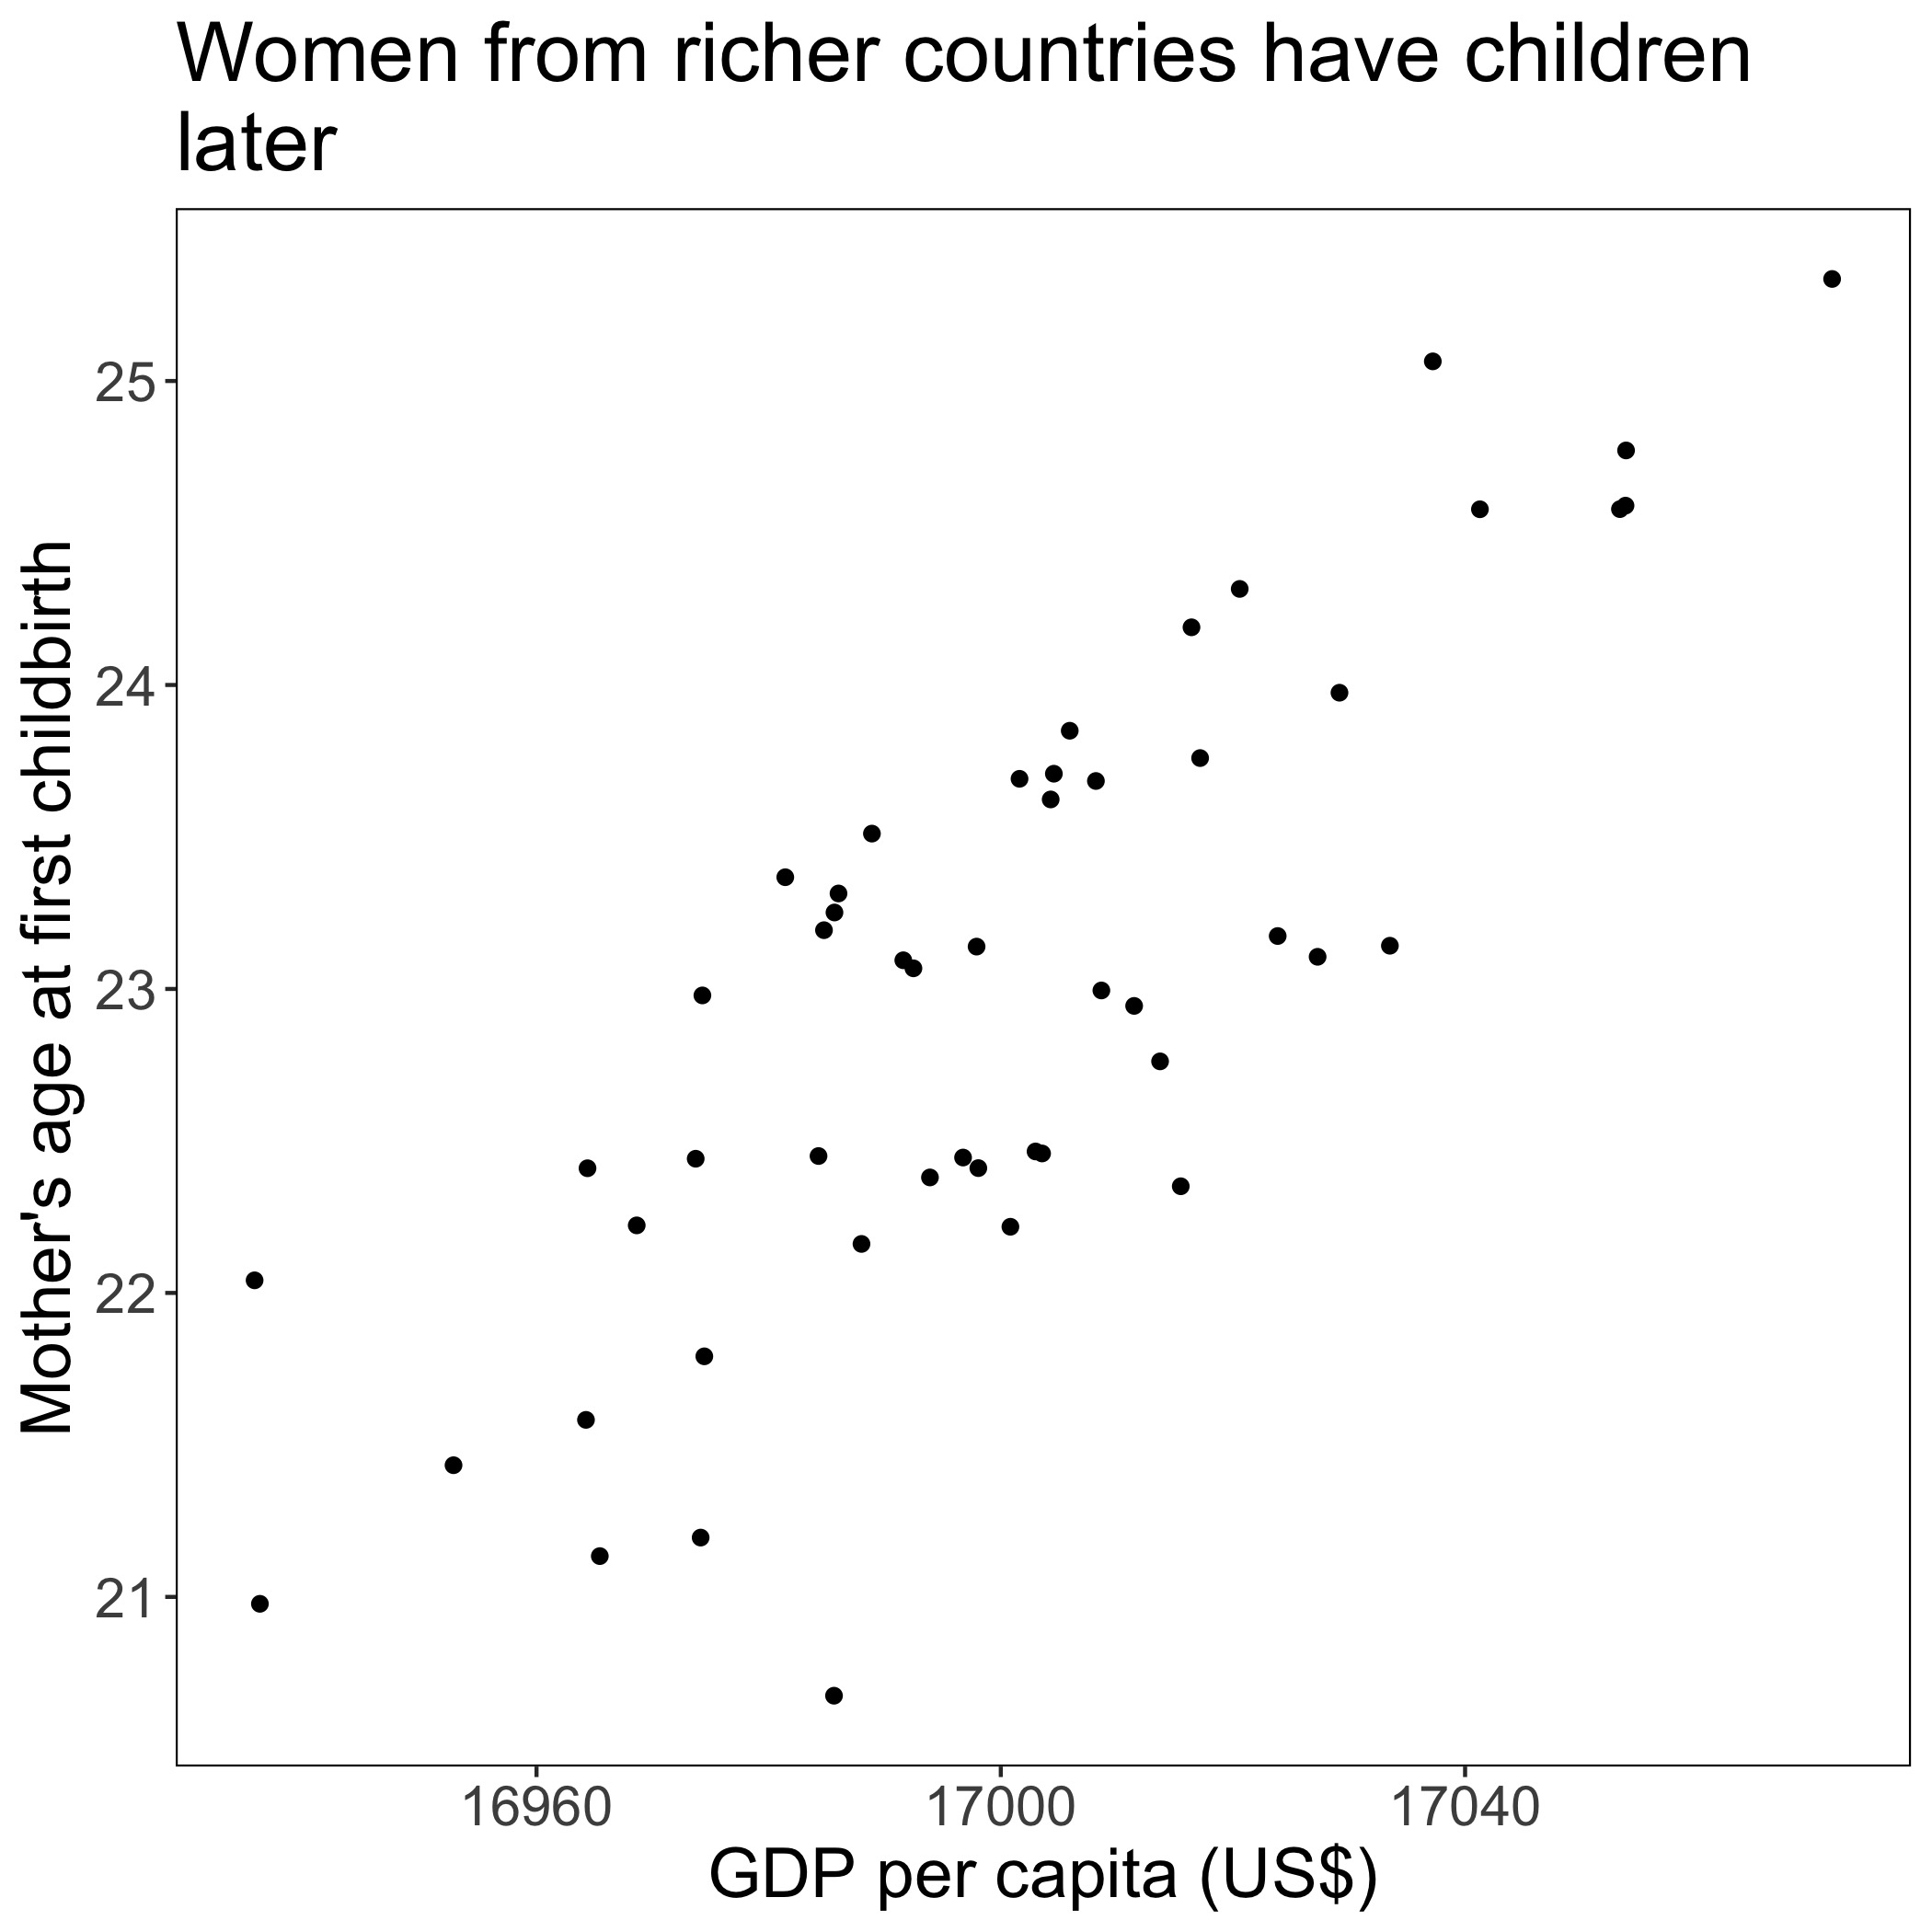 Women from richer countries have children
later
Mother's age at first childbirth
25
24
23
22
21
16960
17000
17040
GDP per capita (US$)